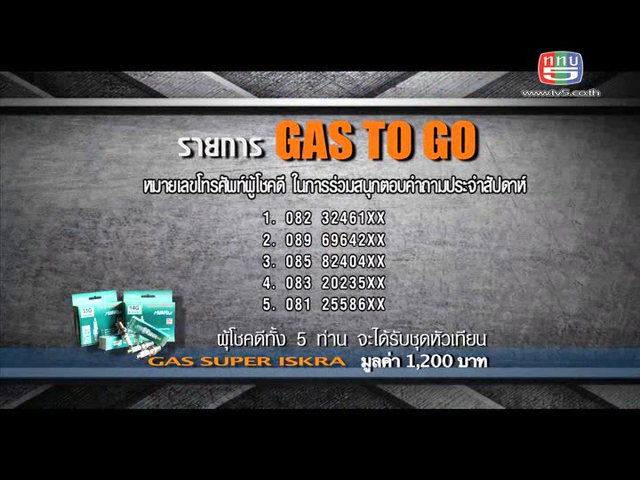 ททบ
5
www.tv5.co.th
รายการ GAS TO GO
หมายเลขโทรศัพท์ผู้โชคดี ในการร่วมสนุกตอบคำถามประจำสัปดาห์
1. 082 32461XX
2. 089 69642XX
3. 085 82404XX
4. 083 20235XX
5. 081 25586XX
ผู้โชคดีทั้ง 5 ท่าน จะได้รับชุดหัวเทียน
GAS SUPER ISKRA มูลค่า 1,200 บาท